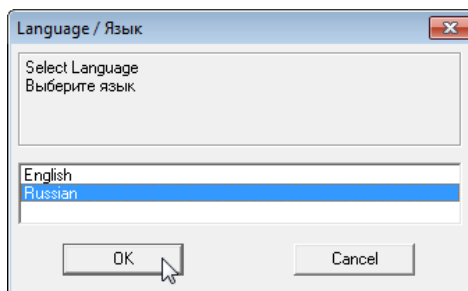 Language / Язык
Select Language
Выберите язык
English
Russian
OK
Cancel